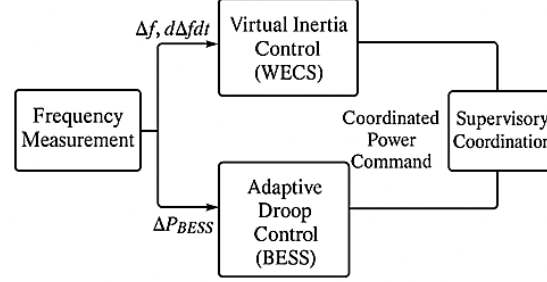 Δf, dΔfdt
Virtual Inertia
Control
(WECS)
Frequency
Measurement
Coordinated
Power
Command
Supervisory
Coordination
ΔP_BESS
Adaptive
Droop
Control
(BESS)